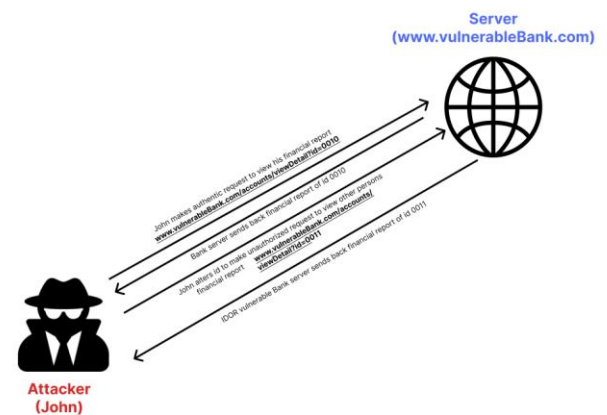 Server
(www.vulnerableBank.com)
John makes authentic request to view his financial report
www.vulnerableBank.com/accounts/viewDetail?id=0010
Bank server sends back financial report of id 0010
John alters id to make unauthorized request to view other persons
financial report www.vulnerableBank.com/accounts/
viewDetail?id=0011
IDOR vulnerable Bank server sends back financial report of id 0011
Attacker
(John)